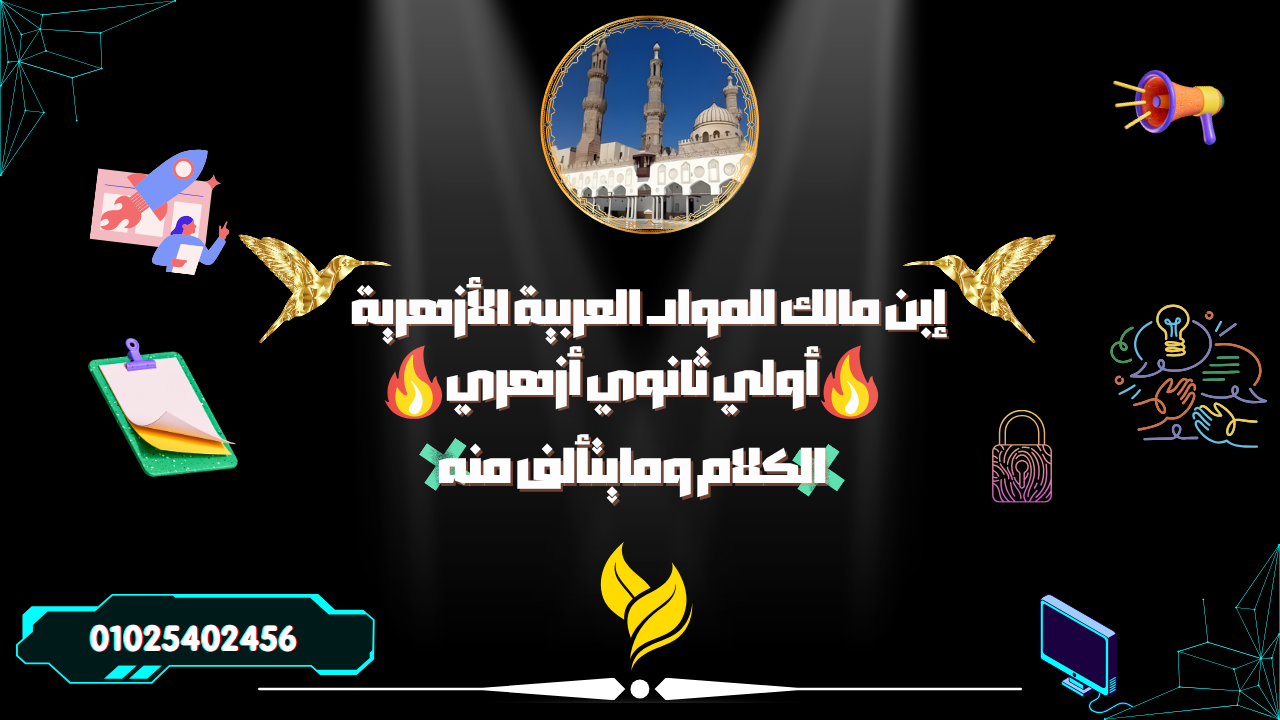 إبن مالك للمواد العربية الأزهرية
أولي ثانوي أزهري
الكلام ومايتألف منه
01025402456